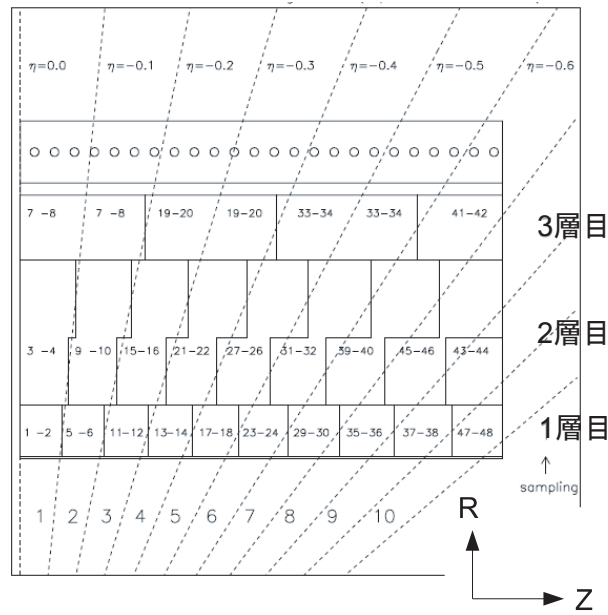 η=0.0 η=-0.1 η=-0.2 η=-0.3 η=-0.4 η=-0.5 η=-0.6
7 -8 7 -8 19-20 19-20 33-34 33-34 41-42
3層目
2層目
3 -4 9 -10 15-16 21-22 27-26 31-32 39-40 45-46 43-44
1 -2 5 -6 11-12 13-14 17-18 23-24 29-30 35-36 37-38 47-48
1層目
sampling
1 2 3 4 5 6 7 8 9 10
R
Z